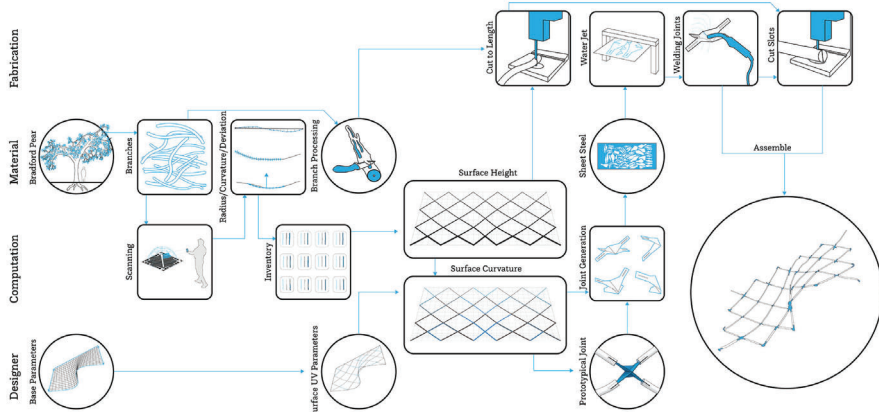 Fabrication
Cut to Length
Water Jet
Welding Joints
Cut Slots
Material
Bradford Pear
Branches
Radius/Curvature/Deviation
Branch Processing
Sheet Steel
Assemble
Surface Height
Computation
Scanning
Inventory
Surface Curvature
Joint Generation
Designer
Base Parameters
urface UV Parameters
Prototypical Joint